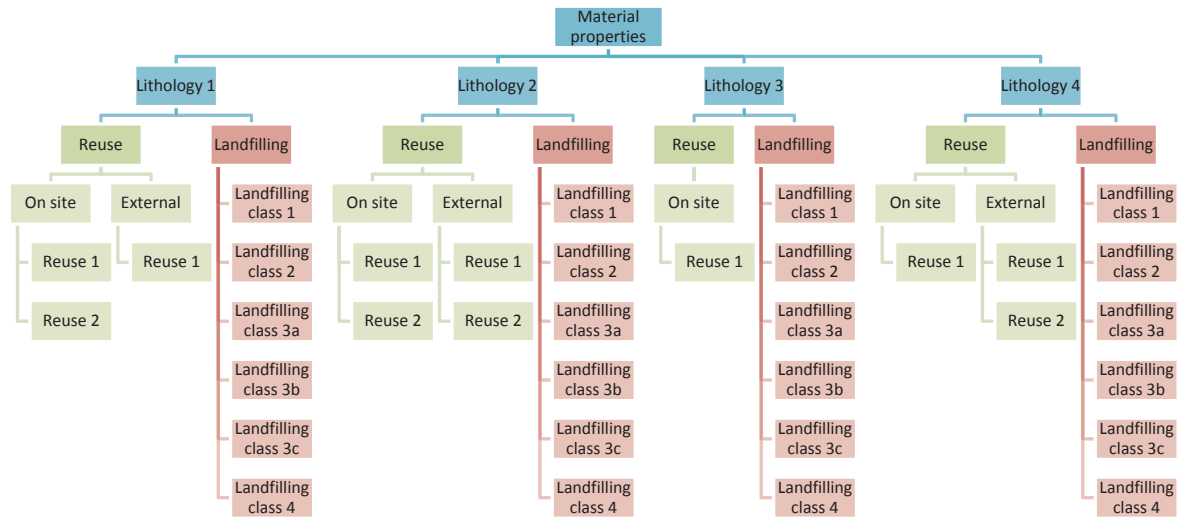 Material
properties
Lithology 1
Lithology 2
Lithology 3
Lithology 4
Reuse
Landfilling
Reuse
Landfilling
Reuse
Landfilling
Reuse
Landfilling
On site
External
Landfilling
class 1
On site
External
Landfilling
class 1
On site
Landfilling
class 1
On site
External
Landfilling
class 1
Reuse 1
Reuse 1
Landfilling
class 2
Reuse 1
Reuse 1
Landfilling
class 2
Reuse 1
Landfilling
class 2
Reuse 1
Reuse 1
Landfilling
class 2
Reuse 2
Landfilling
class 3a
Reuse 2
Reuse 2
Landfilling
class 3a
Landfilling
class 3a
Reuse 2
Landfilling
class 3a
Landfilling
class 3b
Landfilling
class 3b
Landfilling
class 3b
Landfilling
class 3b
Landfilling
class 3c
Landfilling
class 3c
Landfilling
class 3c
Landfilling
class 3c
Landfilling
class 4
Landfilling
class 4
Landfilling
class 4
Landfilling
class 4